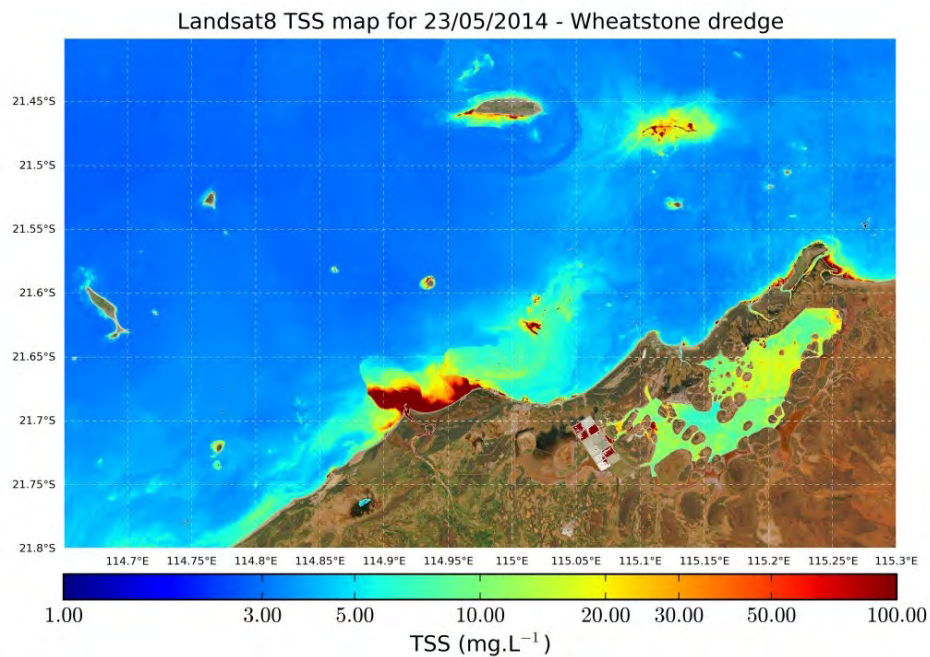 Landsat8 TSS map for 23/05/2014 - Wheatstone dredge
21.45°S
21.5°S
21.55°S
21.6°S
21.65°S
21.7°S
21.75°S
21.8°S
114.7°E 114.75°E 114.8°E 114.85°E 114.9°E 114.95°E 115°E 115.05°E 115.1°E 115.15°E 115.2°E 115.25°E 115.3°E
1.00 3.00 5.00 10.00 20.00 30.00 50.00 100.00
TSS (mg.L⁻¹)